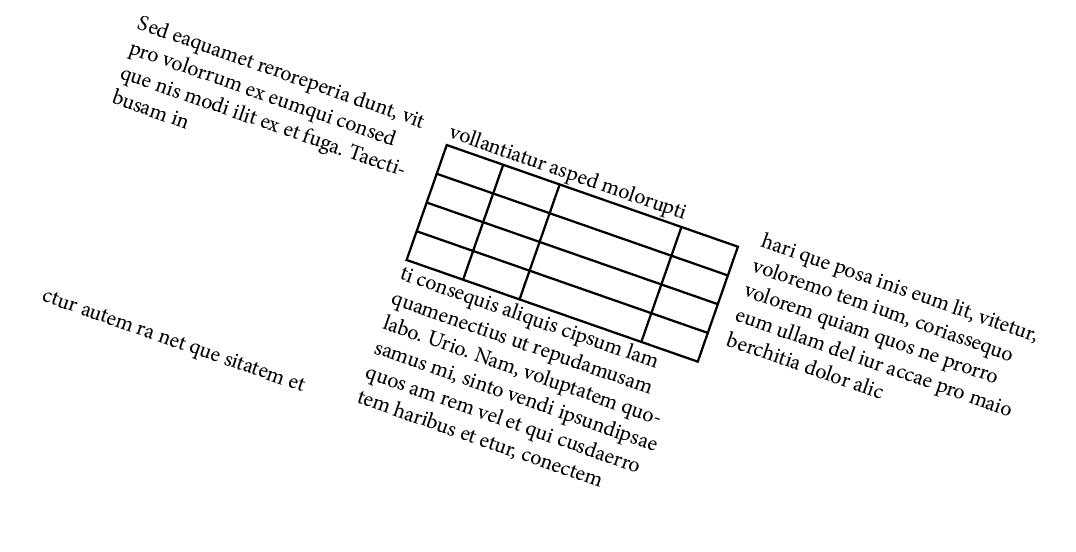 Sed eaquamet reroreperia dunt, vit
pro volorrum ex eumqui consed
que nis modi ilit ex et fuga. Taecti-
busam in
ctur autem ra net que sitatem et
vollantiatur asped molorupti
ti consequis aliquis cipsum lam
quamenectius ut repudamusam
labo. Urio. Nam, voluptatem quo-
samus mi, sinto vendi ipsundipsae
quos am rem vel et qui cusdaerro
tem haribus et etur, conectem
hari que posa inis eum lit, vitetur,
voloremo tem ium, coriassequo
volorem quiam quos ne prorro
eum ullam del iur accae pro maio
berchitia dolor alic